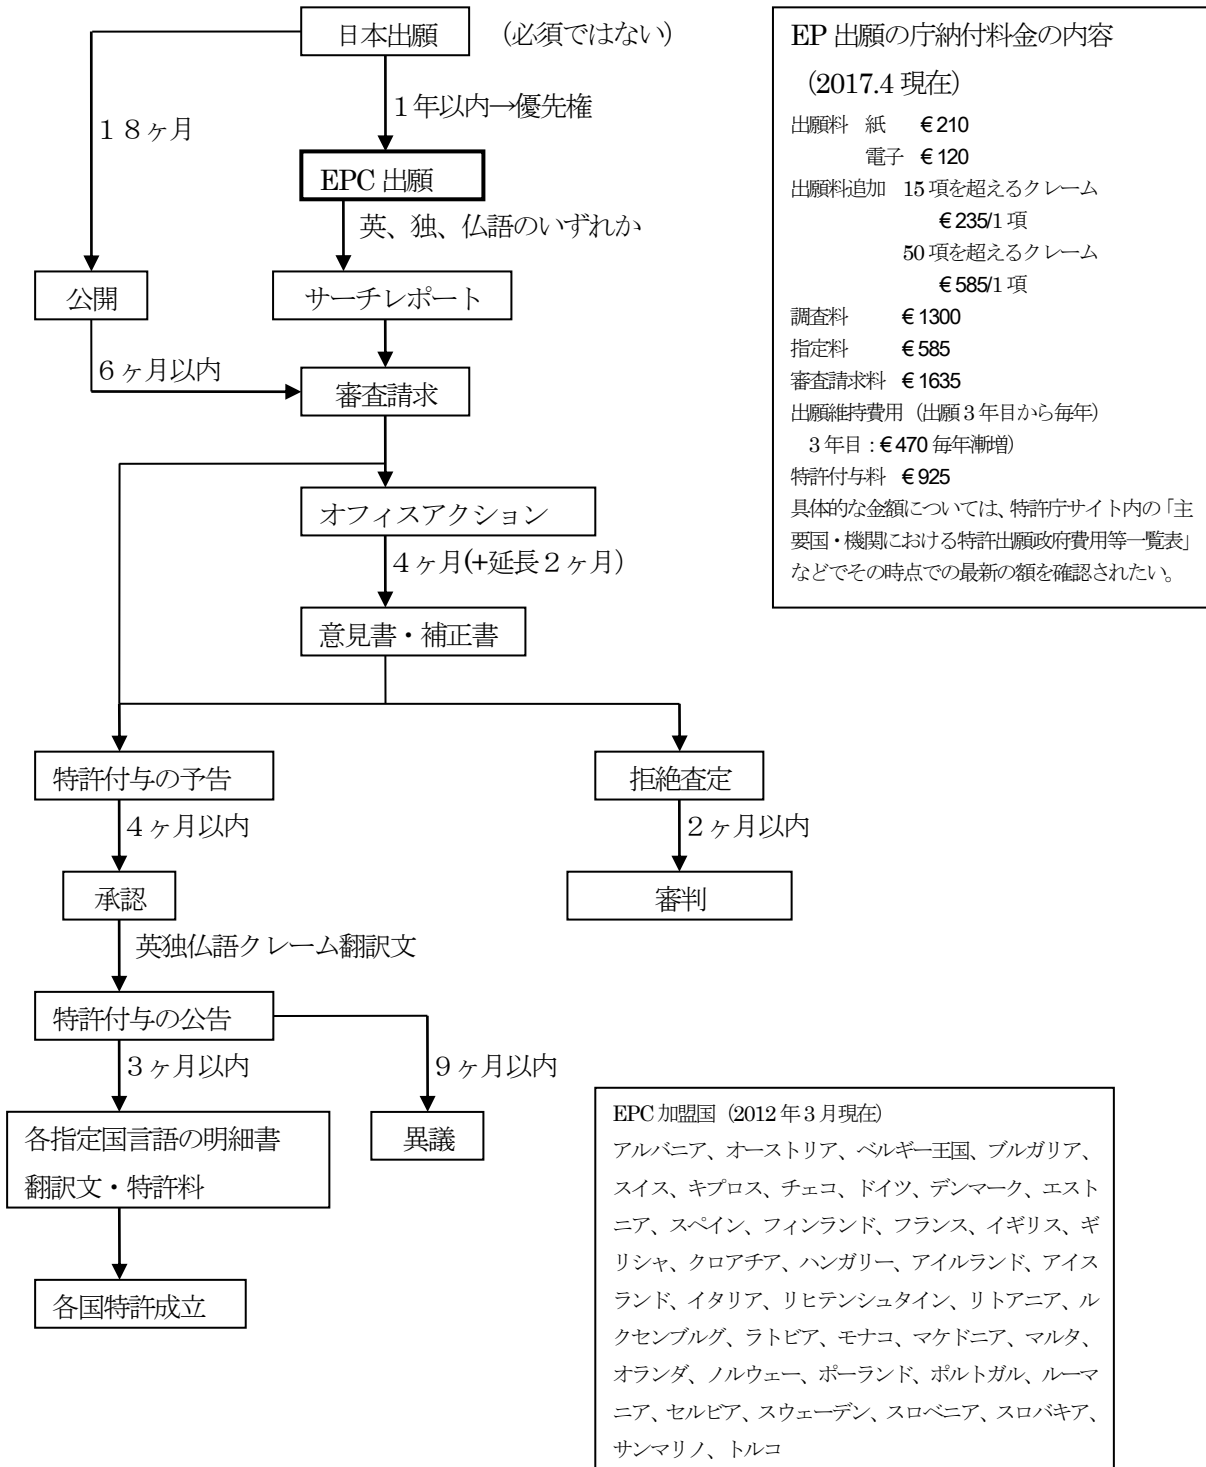 日本出願 (必須ではない)
１年以内→優先権
１８ヶ月
EPC 出願
英、独、仏語のいずれか
公開
サーチレポート
６ヶ月以内
審査請求
オフィスアクション
４ヶ月(+延長２ヶ月)
意見書・補正書
特許付与の予告
拒絶査定
４ヶ月以内
２ヶ月以内
承認
審判
英独仏語クレーム翻訳文
特許付与の公告
３ヶ月以内
９ヶ月以内
各指定国言語の明細書
翻訳文・特許料
異議
各国特許成立
EP 出願の庁納付料金の内容
(2017.4 現在)
出願料 紙 €210
電子 €120
出願料追加 15 項を超えるクレーム
€235/1 項
50 項を超えるクレーム
€585/1 項
調査料 €1300
指定料 €585
審査請求料 €1635
出願維持費用（出願３年目から毎年）
３年目：€470 毎年漸増）
特許付与料 €925
具体的な金額については、特許庁サイト内の「主
要国・機関における特許出願政府費用等一覧表」
などでその時点での最新の額を確認されたい。
EPC 加盟国（2012 年３月現在）
アルバニア、オーストリア、ベルギー王国、ブルガリア、
スイス、キプロス、チェコ、ドイツ、デンマーク、エスト
ニア、スペイン、フィンランド、フランス、イギリス、ギ
リシャ、クロアチア、ハンガリー、アイルランド、アイス
ランド、イタリア、リヒテンシュタイン、リトアニア、ル
クセンブルグ、ラトビア、モナコ、マケドニア、マルタ、
オランダ、ノルウェー、ポーランド、ポルトガル、ルーマ
ニア、セルビア、スウェーデン、スロベニア、スロバキア、
サンマリノ、トルコ